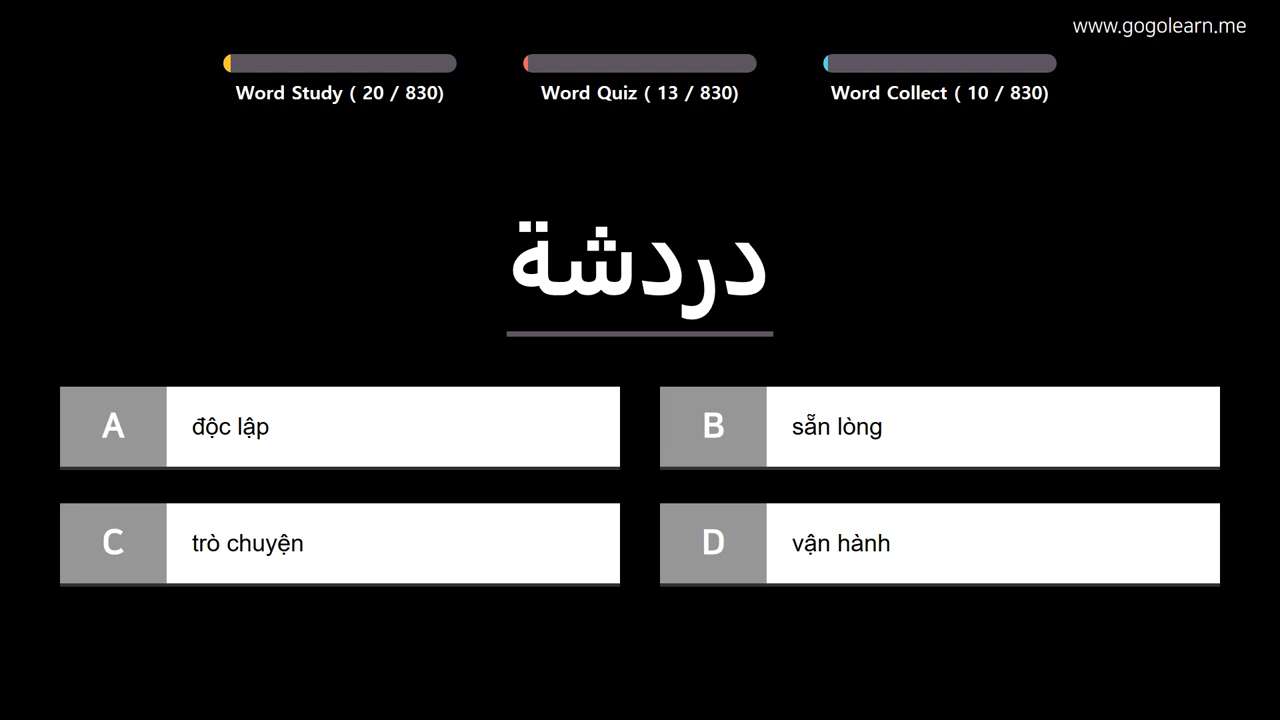 www.gogolearn.me
Word Study ( 20 / 830)
Word Quiz ( 13 / 830)
Word Collect ( 10 / 830)
دردشة
A độc lập
B sẵn lòng
C trò chuyện
D vận hành